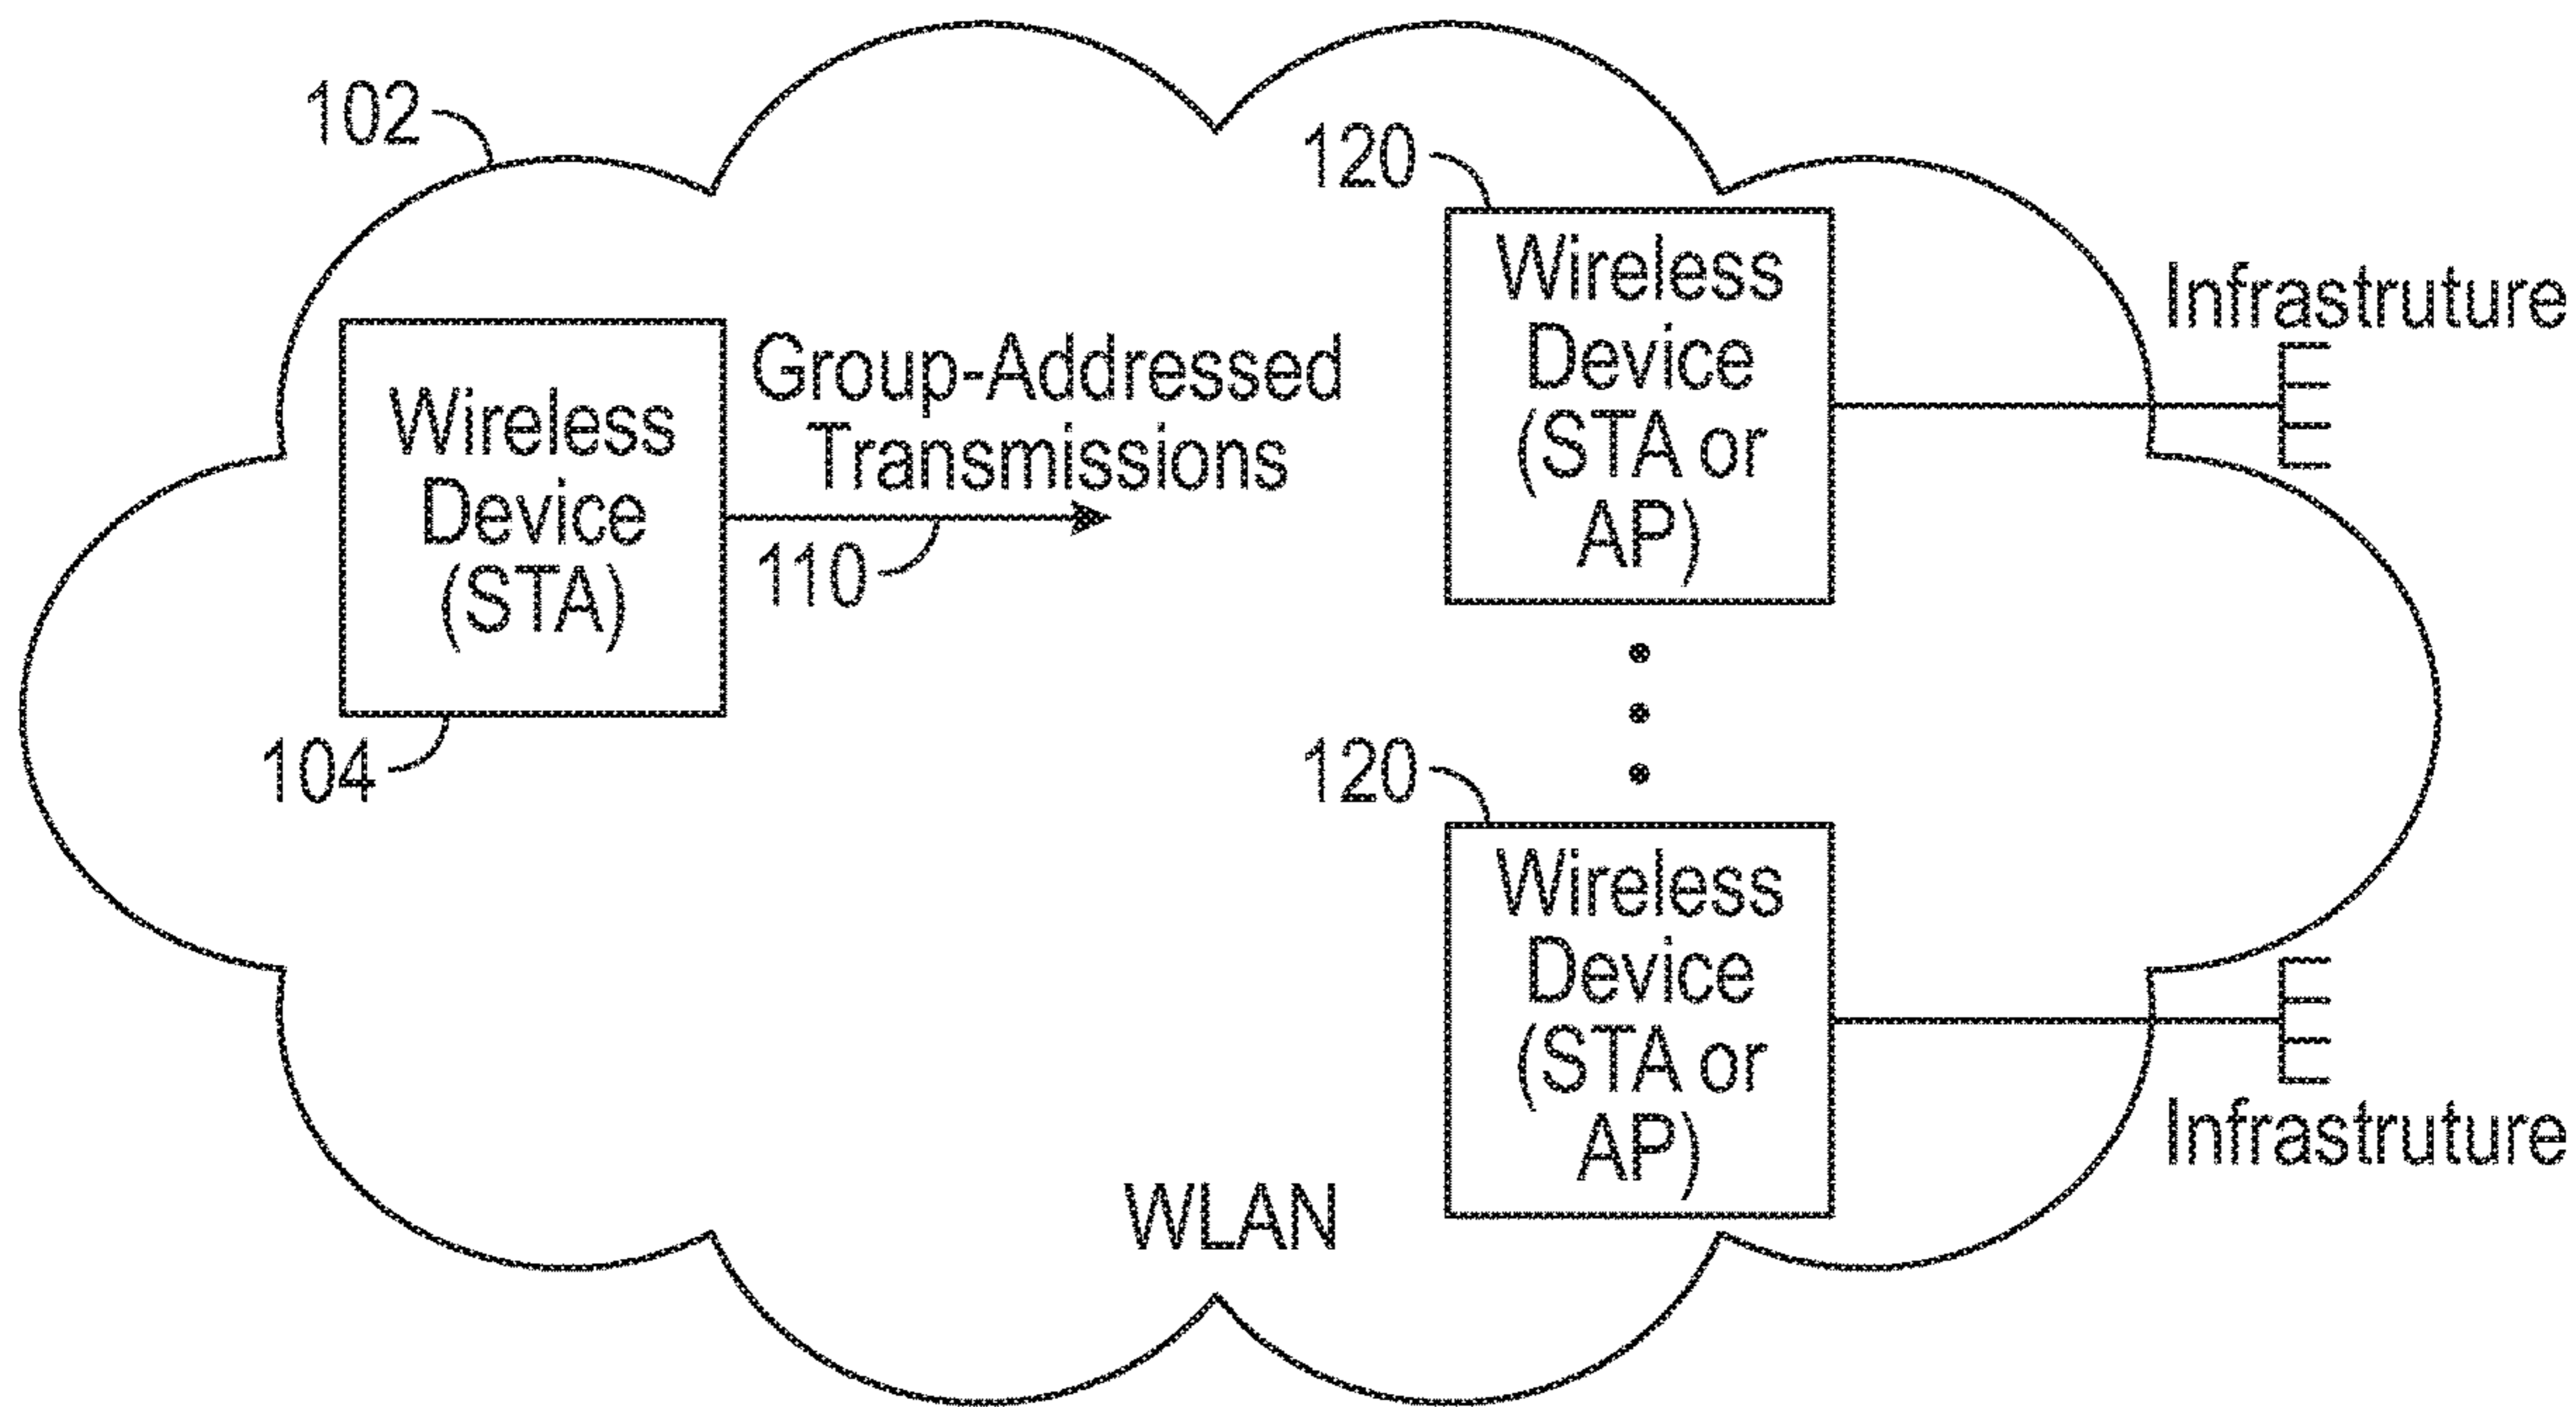 102
120
Wireless
Device
(STA or
AP)
Infrastruture
Wireless
Device
(STA)
Group-Addressed
Transmissions
110
104
120
Wireless
Device
(STA or
AP)
Infrastruture
WLAN